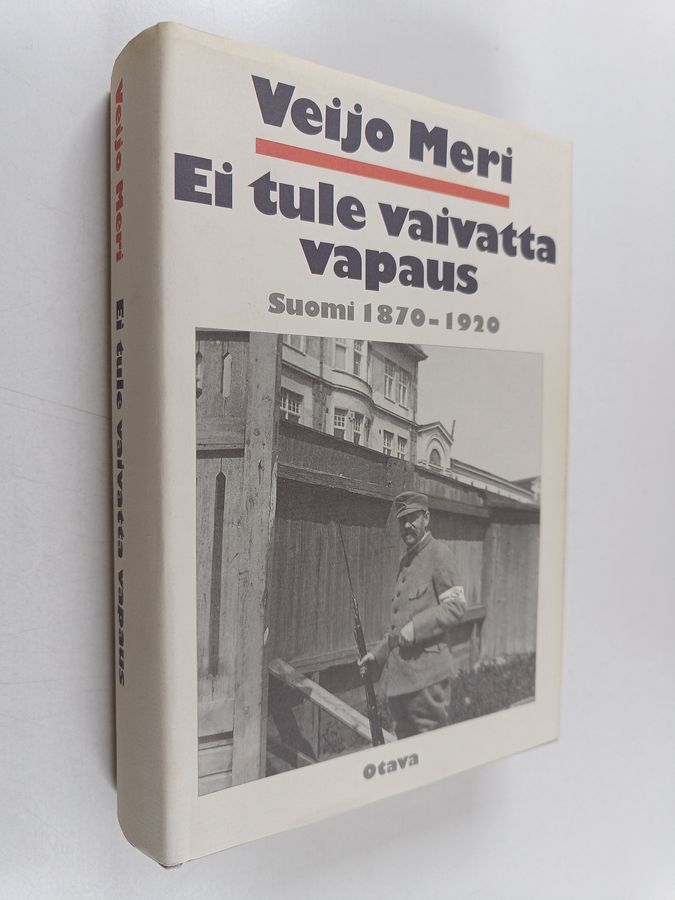 Veijo Meri
Ei tule vaivatta
vapaus
Suomi 1870-1920
Otava
Veijo Meri Ei tule vaivatta vapaus